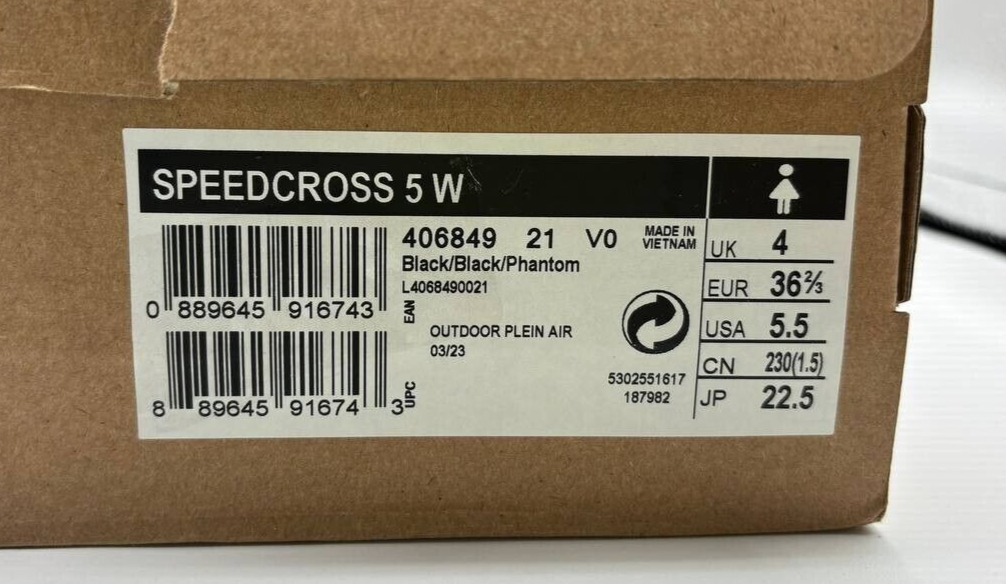 SPEEDCROSS 5 W
406849 21 V0
MADE IN
VIETNAM
Black/Black/Phantom
L4068490021
0 889645 916743
EAN
OUTDOOR PLEIN AIR
03/23
8 89645 91674 3
UPC
5302551617
187982
UK 4
EUR 36⅔
USA 5.5
CN 230(1.5)
JP 22.5